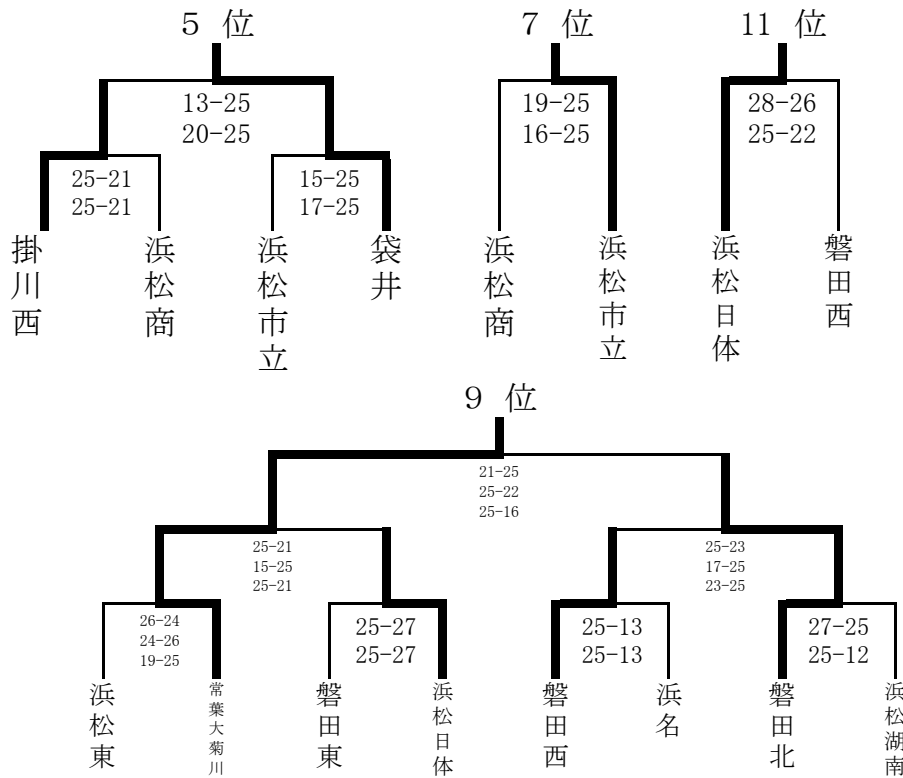 5 位
7 位
11 位
13-25
20-25
19-25
16-25
28-26
25-22
25-21
25-21
15-25
17-25
掛川西
浜松商
浜松市立
袋井
浜松商
浜松市立
浜松日体
磐田西
9 位
21-25
25-22
25-16
25-21
15-25
25-21
25-23
17-25
23-25
26-24
24-26
19-25
25-27
25-27
25-13
25-13
27-25
25-12
浜松東
常葉大菊川
磐田東
浜松日体
磐田西
浜名
磐田北
浜松湖南